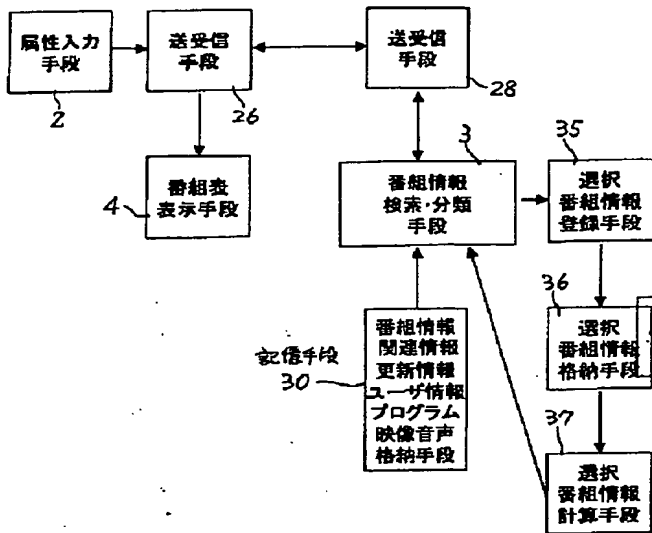 属性入力
手段
2
送受信
手段
26
送受信
手段
28
番組表
表示手段
4
3
番組情報
検索・分類
手段
35
選択
番組情報
登録手段
36
選択
番組情報
格納手段
37
選択
番組情報
計算手段
30
番組情報
関連情報
更新情報
ユーザ情報
プログラム
映像音声
格納手段